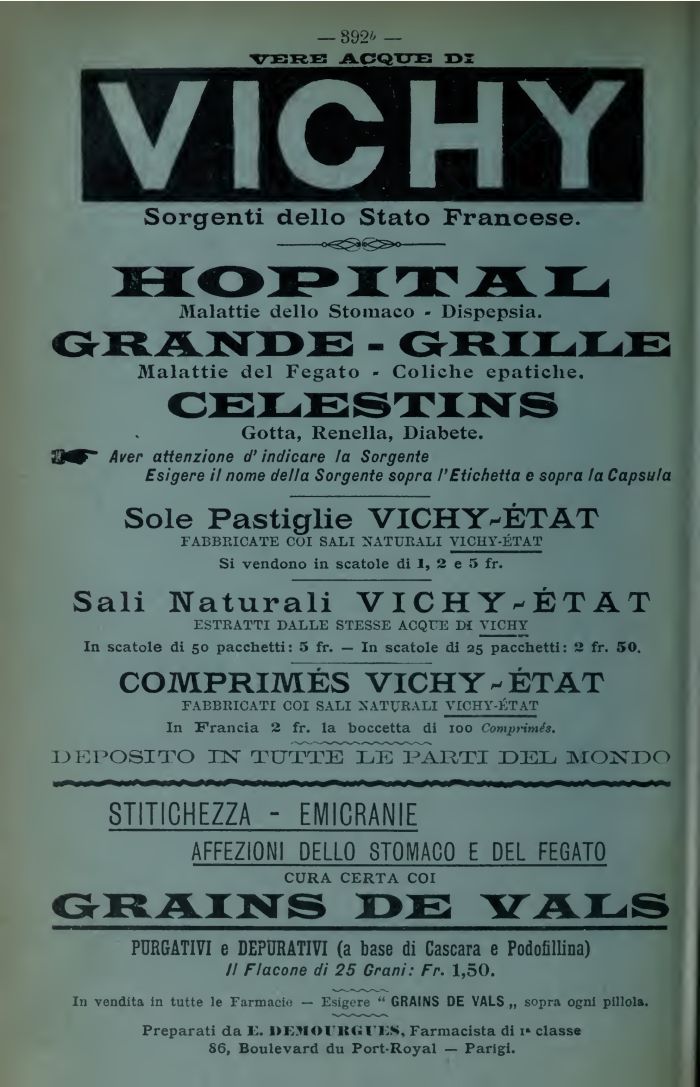 — 392b —
VERE ACQUE DI
VICHY
Sorgenti dello Stato Francese.
HOPITAL
Malattie dello Stomaco - Dispepsia.
GRANDE - GRILLE
Malattie del Fegato - Coliche epatiche.
CELESTINS
Gotta, Renella, Diabete.
Aver attenzione d' indicare la Sorgente
Esigere il nome della Sorgente sopra l'Etichetta e sopra la Capsula
Sole Pastiglie VICHY-ÉTAT
FABBRICATE COI SALI NATURALI VICHY-ÉTAT
Si vendono in scatole di 1, 2 e 5 fr.
Sali Naturali VICHY-ÉTAT
ESTRATTI DALLE STESSE ACQUE DI VICHY
In scatole di 50 pacchetti: 5 fr. — In scatole di 25 pacchetti: 2 fr. 50.
COMPRIMÉS VICHY-ÉTAT
FABBRICATI COI SALI NATURALI VICHY-ÉTAT
In Francia 2 fr. la boccetta di 100 Comprimés.
DEPOSITO IN TUTTE LE PARTI DEL MONDO
STITICHEZZA - EMICRANIE
AFFEZIONI DELLO STOMACO E DEL FEGATO
CURA CERTA COI
GRAINS DE VALS
PURGATIVI e DEPURATIVI (a base di Cascara e Podofillina)
Il Flacone di 25 Grani: Fr. 1,50.
In vendita in tutte le Farmacie — Esigere “ GRAINS DE VALS „ sopra ogni pillola.
Preparati da E. DEMOURGUES, Farmacista di 1ª classe
86, Boulevard du Port-Royal — Parigi.